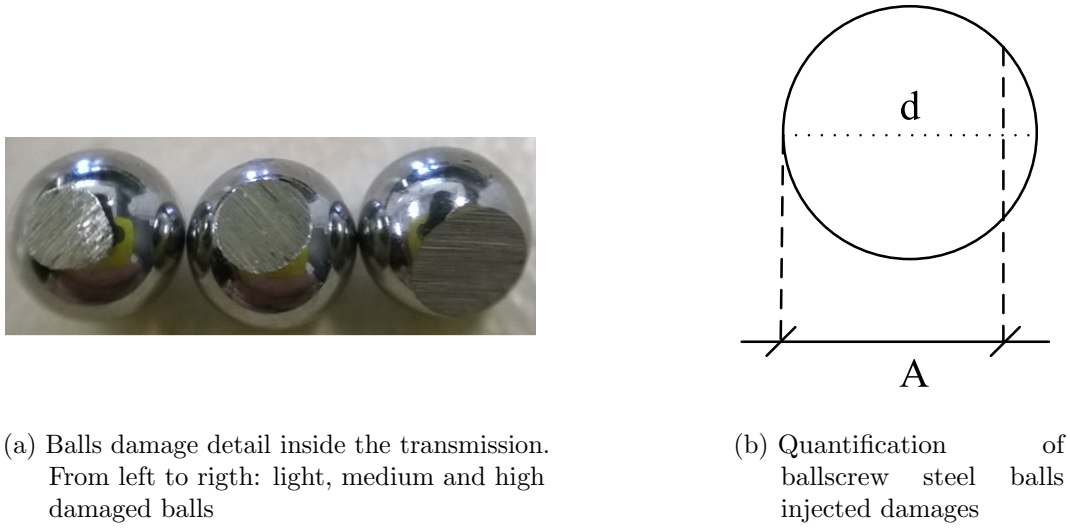 d
A
(a) Balls damage detail inside the transmission.
From left to rigth: light, medium and high
damaged balls
(b) Quantification of
ballscrew steel balls
injected damages